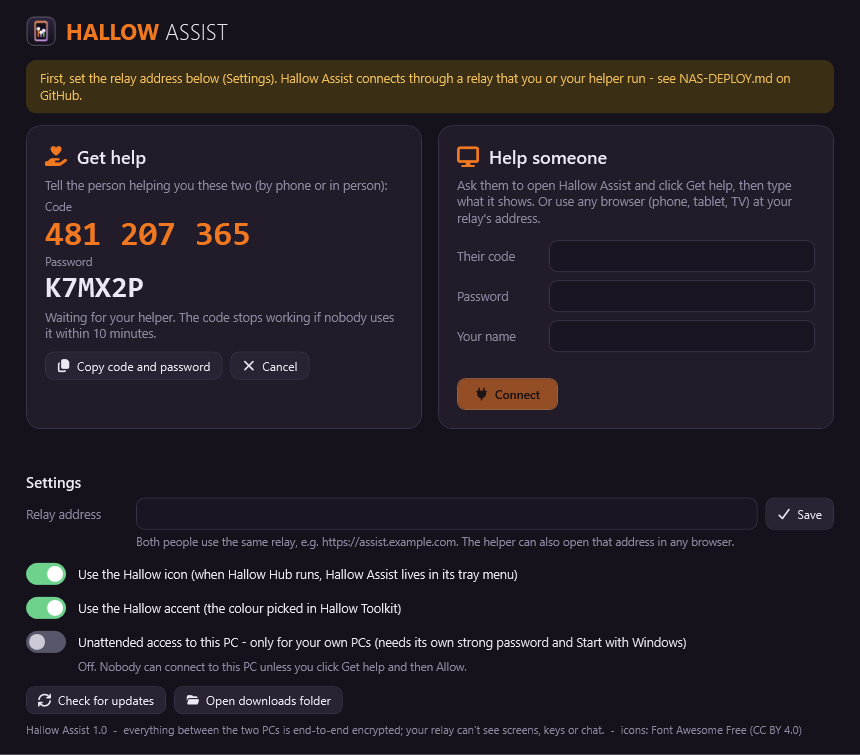 HALLOW ASSIST
First, set the relay address below (Settings). Hallow Assist connects through a relay that you or your helper run - see NAS-DEPLOY.md on
GitHub.
Get help
Tell the person helping you these two (by phone or in person):
Code
481 207 365
Password
K7MX2P
Waiting for your helper. The code stops working if nobody uses
it within 10 minutes.
Copy code and password
Cancel
Help someone
Ask them to open Hallow Assist and click Get help, then type
what it shows. Or use any browser (phone, tablet, TV) at your
relay's address.
Their code
Password
Your name
Connect
Settings
Relay address
Save
Both people use the same relay, e.g. https://assist.example.com. The helper can also open that address in any browser.
Use the Hallow icon (when Hallow Hub runs, Hallow Assist lives in its tray menu)
Use the Hallow accent (the colour picked in Hallow Toolkit)
Unattended access to this PC - only for your own PCs (needs its own strong password and Start with Windows)
Off. Nobody can connect to this PC unless you click Get help and then Allow.
Check for updates
Open downloads folder
Hallow Assist 1.0 - everything between the two PCs is end-to-end encrypted; your relay can't see screens, keys or chat. - icons: Font Awesome Free (CC BY 4.0)